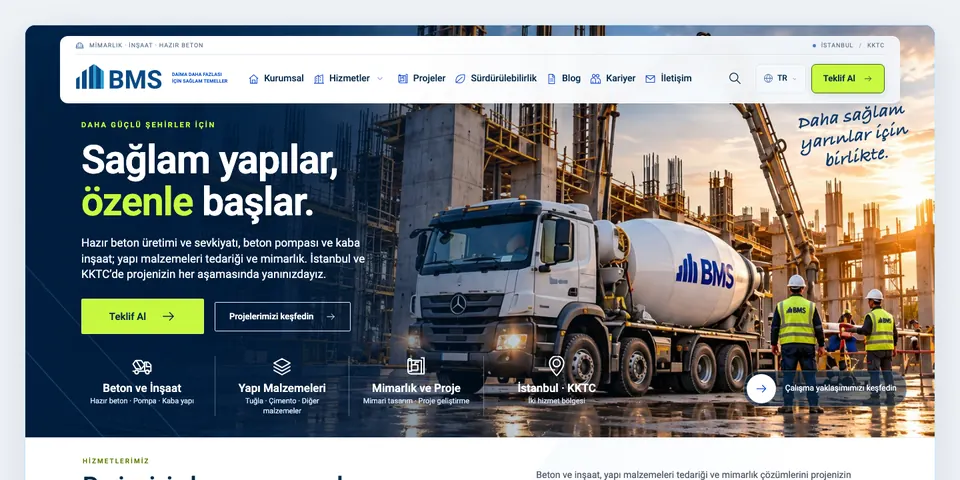 MİMARLIK · İNŞAAT · HAZIR BETON
İSTANBUL / KKTC
BMS
DAİMA DAHA FAZLASI
İÇİN SAĞLAM TEMELLER
Kurumsal
Hizmetler
Projeler
Sürdürülebilirlik
Blog
Kariyer
İletişim
TR
Teklif Al
DAHA GÜÇLÜ ŞEHİRLER İÇİN
Sağlam yapılar,
özenle başlar.
Daha sağlam
yarınlar için
birlikte.
Hazır beton üretimi ve sevkiyatı, beton pompası ve kaba
inşaat; yapı malzemeleri tedariği ve mimarlık. İstanbul ve
KKTC'de projenizin her aşamasında yanınızdayız.
Teklif Al
Projelerimizi keşfedin
BMS
BMS
BMS
Beton ve İnşaat
Hazır beton · Pompa · Kaba yapı
Yapı Malzemeleri
Tuğla · Çimento · Diğer
malzemeler
Mimarlık ve Proje
Mimari tasarım · Proje geliştirme
İstanbul · KKTC
İki hizmet bölgesi
Çalışma yaklaşımımızı keşfedin
HİZMETLERİMİZ
Beton ve inşaat, yapı malzemeleri tedariği ve mimarlık çözümlerini projenizin